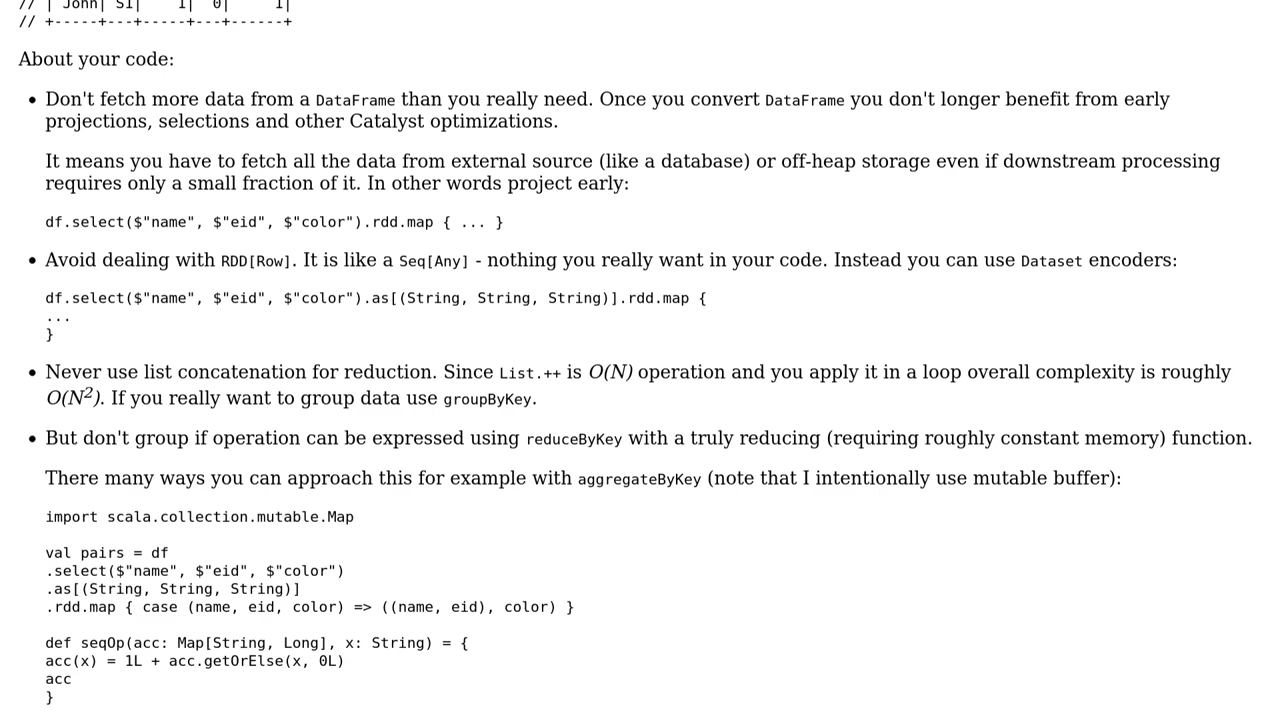 // | John| S1|    1|  0|     1|
// +-----+---+-----+---+------+
About your code:
• Don't fetch more data from a DataFrame than you really need. Once you convert DataFrame you don't longer benefit from early
projections, selections and other Catalyst optimizations.
It means you have to fetch all the data from external source (like a database) or off-heap storage even if downstream processing
requires only a small fraction of it. In other words project early:
df.select($"name", $"eid", $"color").rdd.map { ... }
• Avoid dealing with RDD[Row]. It is like a Seq[Any] - nothing you really want in your code. Instead you can use Dataset encoders:
df.select($"name", $"eid", $"color").as[(String, String, String)].rdd.map {
...
}
• Never use list concatenation for reduction. Since List.++ is O(N) operation and you apply it in a loop overall complexity is roughly
O(N²). If you really want to group data use groupByKey.
• But don't group if operation can be expressed using reduceByKey with a truly reducing (requiring roughly constant memory) function.
There many ways you can approach this for example with aggregateByKey (note that I intentionally use mutable buffer):
import scala.collection.mutable.Map
val pairs = df
.select($"name", $"eid", $"color")
.as[(String, String, String)]
.rdd.map { case (name, eid, color) => ((name, eid), color) }
def seqOp(acc: Map[String, Long], x: String) = {
acc(x) = 1L + acc.getOrElse(x, 0L)
acc
}